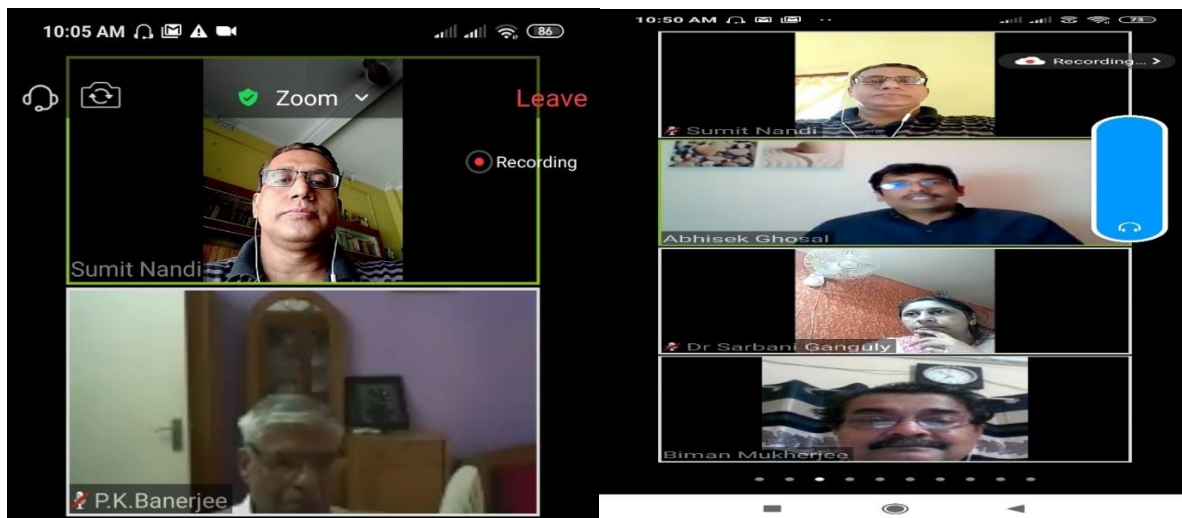 10:05 AM
86
Zoom
Leave
Recording
Sumit Nandi
P.K.Banerjee
10:50 AM
73
Recording...
Sumit Nandi
Abhisek Ghosal
Dr Sarbani Ganguly
Biman Mukherjee